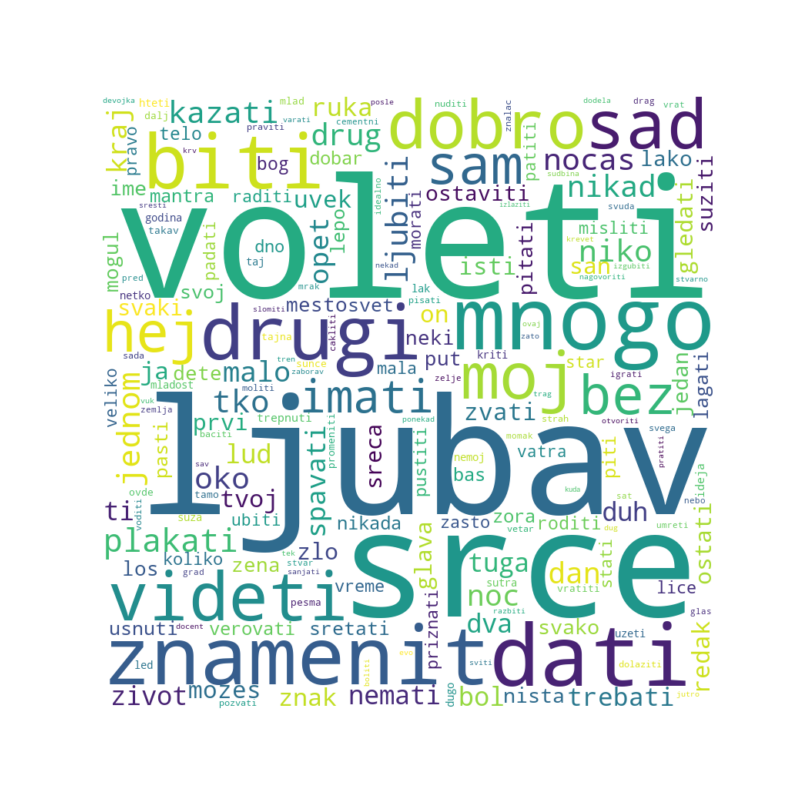 devojka
hteti
dalj
mlad
posle
nuditi
dodela
drag
vrat
kazati
ruka
varati
cementni
dobro
sad
znalac
kraj
pravo
telo
praviti
krv
drug
dobar
biti
bog
sam
patiti
nocas
lako
sudbina
ime
mantra
raditi
uvek
idealno
ljubiti
ostaviti
nikad
izlaziti
suziti
sresti
voleti
morati
svuda
godina
takav
padati
dno
taj
opet
lepo
pitati
misliti
gledati
mogul
isti
niko
san
krevet
izgubiti
pred
mrak
nekad
nagovoriti
stvarno
netko
svoj
lak
pisati
svaki
slomiti
mestosvet
on
mnogo
zato
ovaj
hej
drugi
tajna
cakliti
neki
sada
tren
sunce
put
kriti
star
igrati
ja
dete
malo
mala
moj
jedan
lagati
veliko
mladost
zaborav
zelje
vuk
moliti
imati
trag
bez
zemlja
tko
zvati
strah
otvoriti
jednom
prvi
trepnuti
ljubav
ponekad
momak
svega
baciti
promeniti
nemoj
vatra
pratiti
pasti
sav
lud
sreca
pustiti
piti
ovde
tamo
oko
spavati
bas
kuda
nebo
ideja
voditi
suza
tvoj
sat
ti
ubiti
nikada
zasto
zora
roditi
duh
dug
umreti
vetar
plakati
tek
zlo
srce
ostati
koliko
stvar
los
grad
zena
sanjati
glava
tuga
dan
stati
videti
vreme
noc
sutra
vratiti
lice
pesma
razbiti
glas
usnuti
docent
verovati
sretati
priznati
dva
svako
uzeti
redak
znamenit
dati
led
sviti
dolaziti
boliti
zivot
mozes
znak
nemati
dugo
bol
nista
trebati
jutro
pozvati